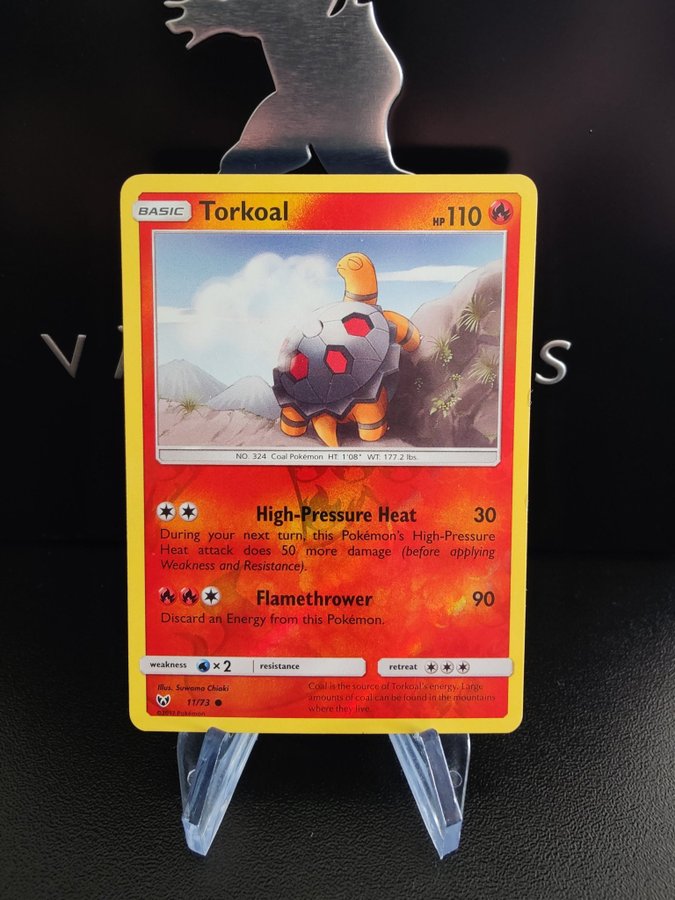 BASIC Torkoal HP 110
V S
NO. 324 Coal Pokémon HT: 1'08" WT: 177.2 lbs.
High-Pressure Heat 30
During your next turn, this Pokémon's High-Pressure
Heat attack does 50 more damage (before applying
Weakness and Resistance).
Flamethrower 90
Discard an Energy from this Pokémon.
weakness ×2 resistance retreat
Illus. Suwama Chiaki
11/73
©2017 Pokémon
Coal is the source of Torkoal's energy. Large
amounts of coal can be found in the mountains
where they live.